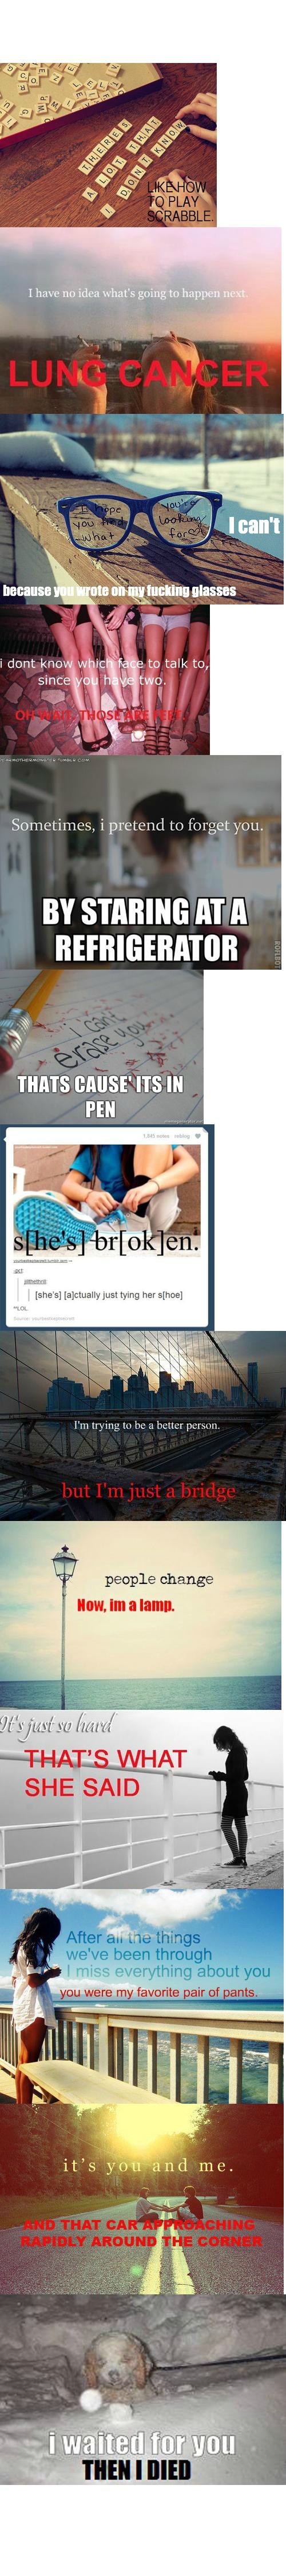 THERE'S
A LOT THAT
I DON'T KNOW
LIKE HOW
TO PLAY
SCRABBLE.
I have no idea what's going to happen next.
LUNG CANCER
I hope you're
you find looking
what for
I can't
because you wrote on my fucking glasses
i dont know which face to talk to,
since you have two.
OH WAIT, THOSE ARE FEET.
Sometimes, i pretend to forget you.
BY STARING AT A
REFRIGERATOR
i can't
erase you
THATS CAUSE' ITS IN
PEN
notes reblog
s[he's] br[ok]en.
[she's] [a]ctually just tying her s[hoe]
^LOL
I'm trying to be a better person.
but I'm just a bridge
people change
Now, im a lamp.
It's just so hard
THAT'S WHAT
SHE SAID
After all the things
we've been through
I miss everything about you
you were my favorite pair of pants.
it's you and me.
AND THAT CAR APPROACHING
RAPIDLY AROUND THE CORNER
i waited for you
THEN I DIED